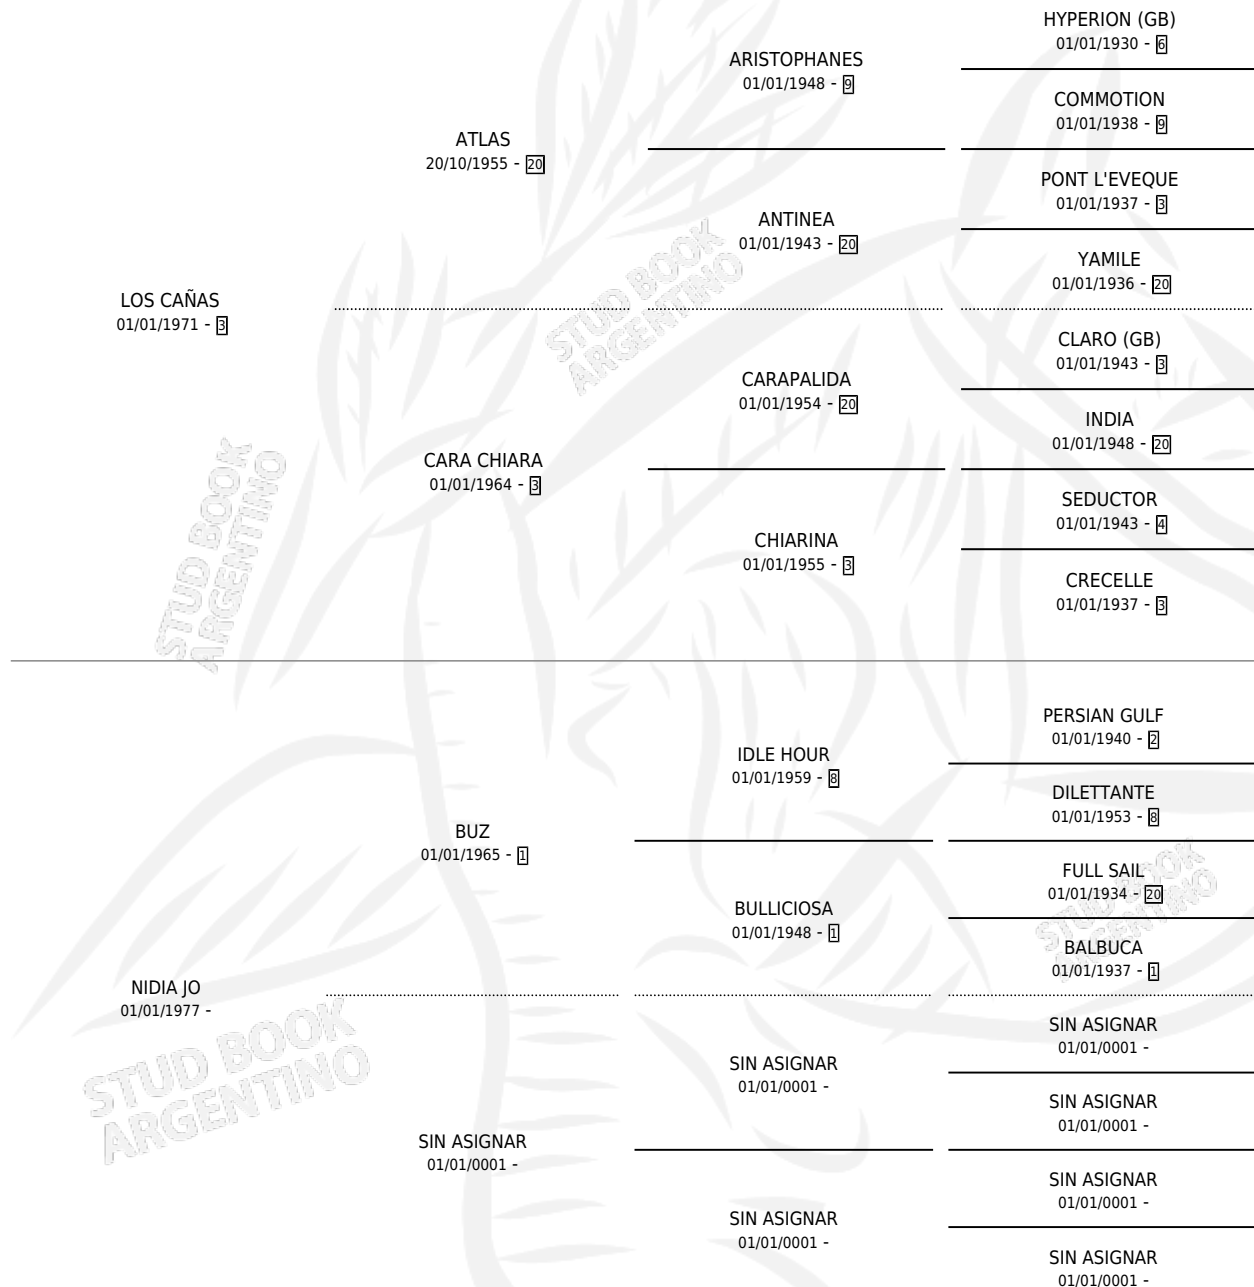 HYPERION (GB)
01/01/1930 - 6
ARISTOPHANES
01/01/1948 - 9
COMMOTION
01/01/1938 - 9
ATLAS
20/10/1955 - 20
PONT L'EVEQUE
01/01/1937 - 3
ANTINEA
01/01/1943 - 20
YAMILE
01/01/1936 - 20
LOS CAÑAS
01/01/1971 - 3
CLARO (GB)
01/01/1943 - 3
CARAPALIDA
01/01/1954 - 20
INDIA
01/01/1948 - 20
CARA CHIARA
01/01/1964 - 3
SEDUCTOR
01/01/1943 - 4
CHIARINA
01/01/1955 - 3
CRECELLE
01/01/1937 - 3
PERSIAN GULF
01/01/1940 - 2
IDLE HOUR
01/01/1959 - 8
DILETTANTE
01/01/1953 - 8
BUZ
01/01/1965 - 1
FULL SAIL
01/01/1934 - 20
BULLICIOSA
01/01/1948 - 1
BALBUCA
01/01/1937 - 1
NIDIA JO
01/01/1977 -
SIN ASIGNAR
01/01/0001 -
SIN ASIGNAR
01/01/0001 -
SIN ASIGNAR
01/01/0001 -
SIN ASIGNAR
01/01/0001 -
SIN ASIGNAR
01/01/0001 -
SIN ASIGNAR
01/01/0001 -
SIN ASIGNAR
01/01/0001 -
STUD BOOK
ARGENTINO
STUD BOOK
ARGENTINO
STUD BOOK
ARGENTINO
STUD BOOK
ARGENTINO